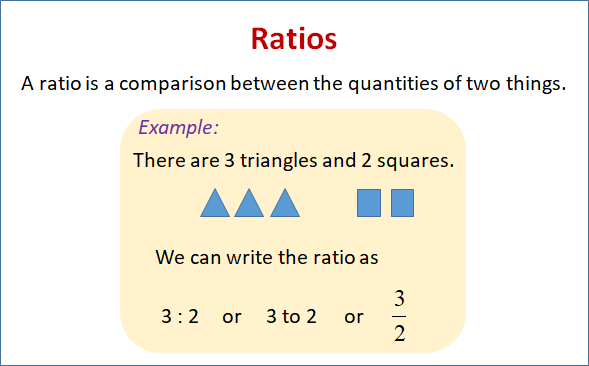 Ratios
A ratio is a comparison between the quantities of two things.
Example:
There are 3 triangles and 2 squares.
We can write the ratio as
3 : 2 or 3 to 2 or 3/2